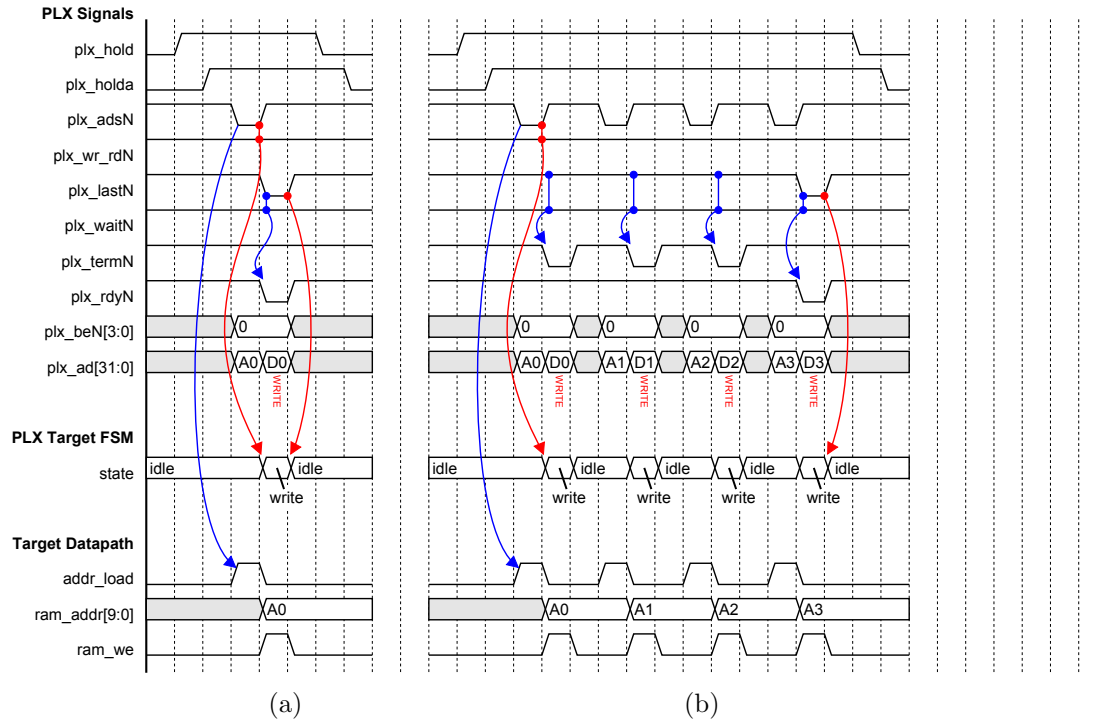 PLX Signals
plx_hold
plx_holda
plx_adsN
plx_wr_rdN
plx_lastN
plx_waitN
plx_termN
plx_rdyN
plx_beN[3:0] 0 0 0 0 0
plx_ad[31:0] A0 D0 A0 D0 A1 D1 A2 D2 A3 D3
WRITE WRITE WRITE WRITE WRITE
PLX Target FSM
state idle idle idle idle idle idle idle
write write write write write
Target Datapath
addr_load
ram_addr[9:0] A0 A0 A1 A2 A3
ram_we
(a) (b)